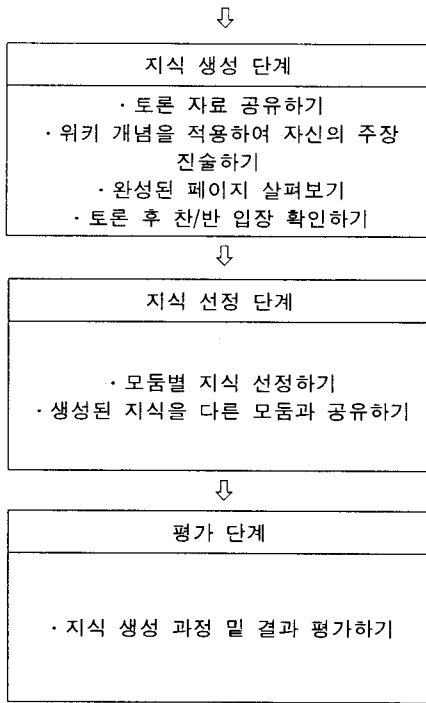 지식 생성 단계
· 토론 자료 공유하기
· 위키 개념을 적용하여 자신의 주장
진술하기
· 완성된 페이지 살펴보기
· 토론 후 찬/반 입장 확인하기
지식 선정 단계
· 모둠별 지식 선정하기
· 생성된 지식을 다른 모둠과 공유하기
평가 단계
· 지식 생성 과정 밑 결과 평가하기